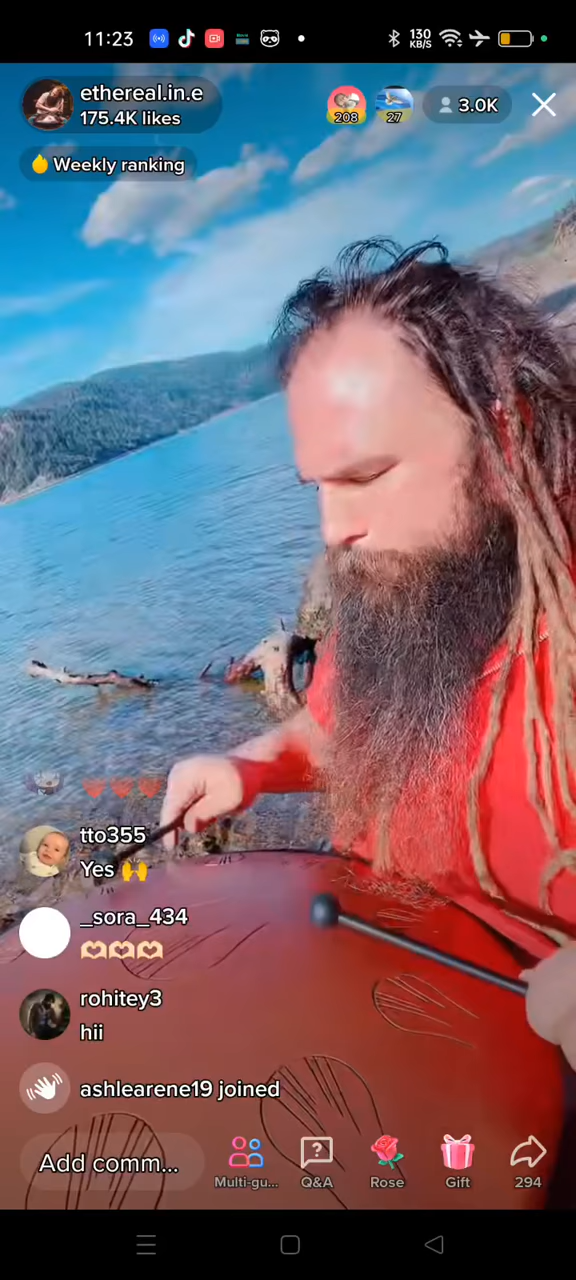 11:23
130
KB/S
ethereal.in.e
175.4K likes
208
27
3.0K
Weekly ranking
tto355
Yes 🙌
_sora_434
🫶🫶🫶
rohitey3
hii
ashlearene19 joined
Add comm...
Multi-gu...
Q&A
Rose
Gift
294